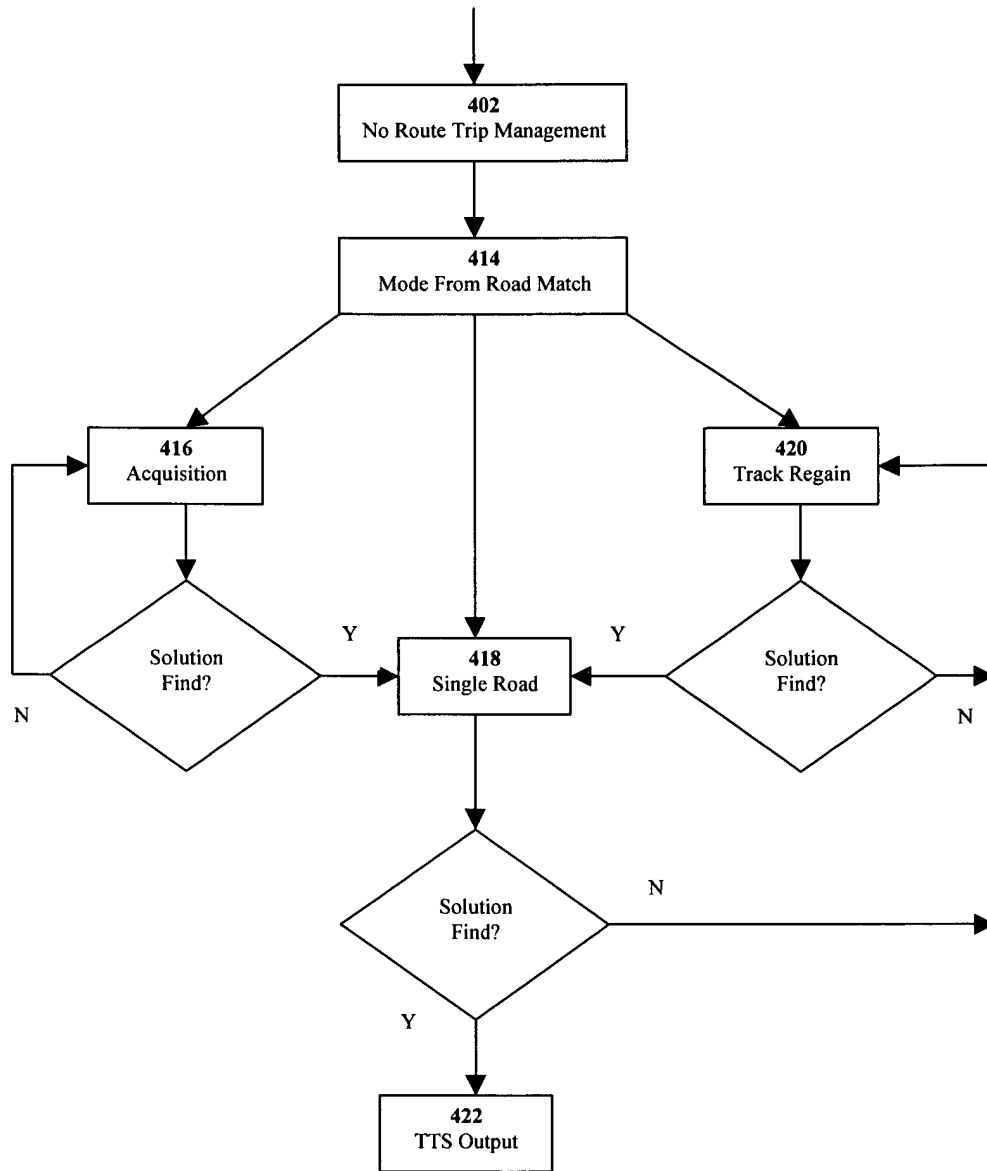 402
No Route Trip Management
414
Mode From Road Match
416
Acquisition
420
Track Regain
Solution
Find?
Y
N
418
Single Road
Y
Solution
Find?
N
Solution
Find?
N
Y
422
TTS Output